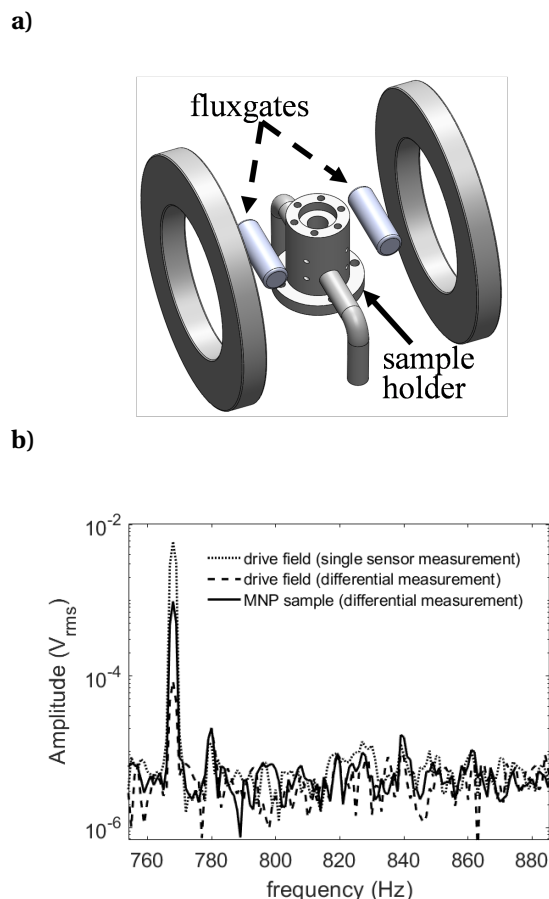 a)
fluxgates
sample
holder
b)
10⁻²
10⁻⁴
10⁻⁶
Amplitude (Vrms)
drive field (single sensor measurement)
drive field (differential measurement)
MNP sample (differential measurement)
760 780 800 820 840 860 880
frequency (Hz)